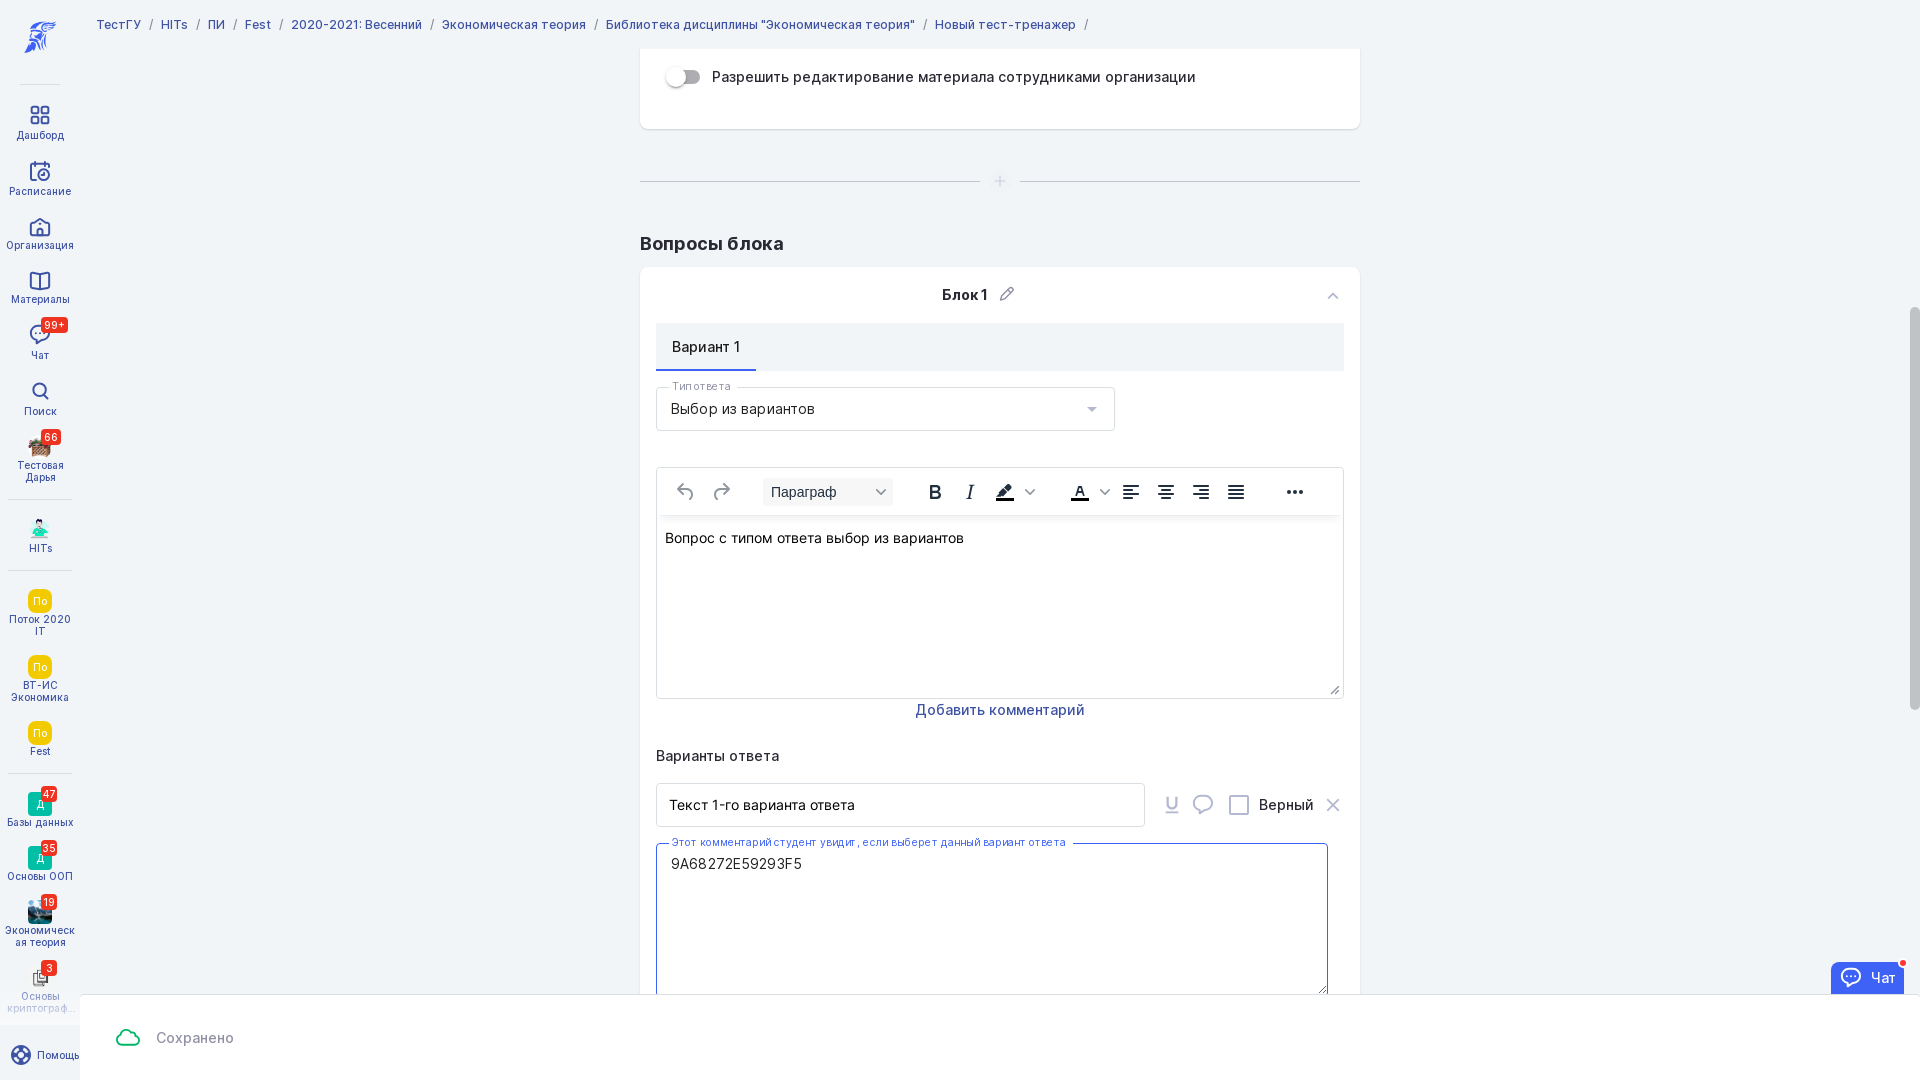 ТестГУ / HITs / ПИ / Fest / 2020-2021: Весенний / Экономическая теория / Библиотека дисциплины "Экономическая теория" / Новый тест-тренажер /
Разрешить редактирование материала сотрудниками организации
Дашборд
Расписание
Организация
Материалы
99+
Чат
Поиск
66
Тестовая
Дарья
HITs
По
Поток 2020
IT
По
ВТ-ИС
Экономика
По
Fest
47
Д
Базы данных
35
Д
Основы ООП
19
Экономическ
ая теория
3
Основы
криптограф...
Помощь
Вопросы блока
Блок 1
Вариант 1
Тип ответа
Выбор из вариантов
Параграф
Вопрос с типом ответа выбор из вариантов
Добавить комментарий
Варианты ответа
Текст 1-го варианта ответа
Верный
Этот комментарий студент увидит, если выберет данный вариант ответа
9A68272E59293F5
Чат
Сохранено